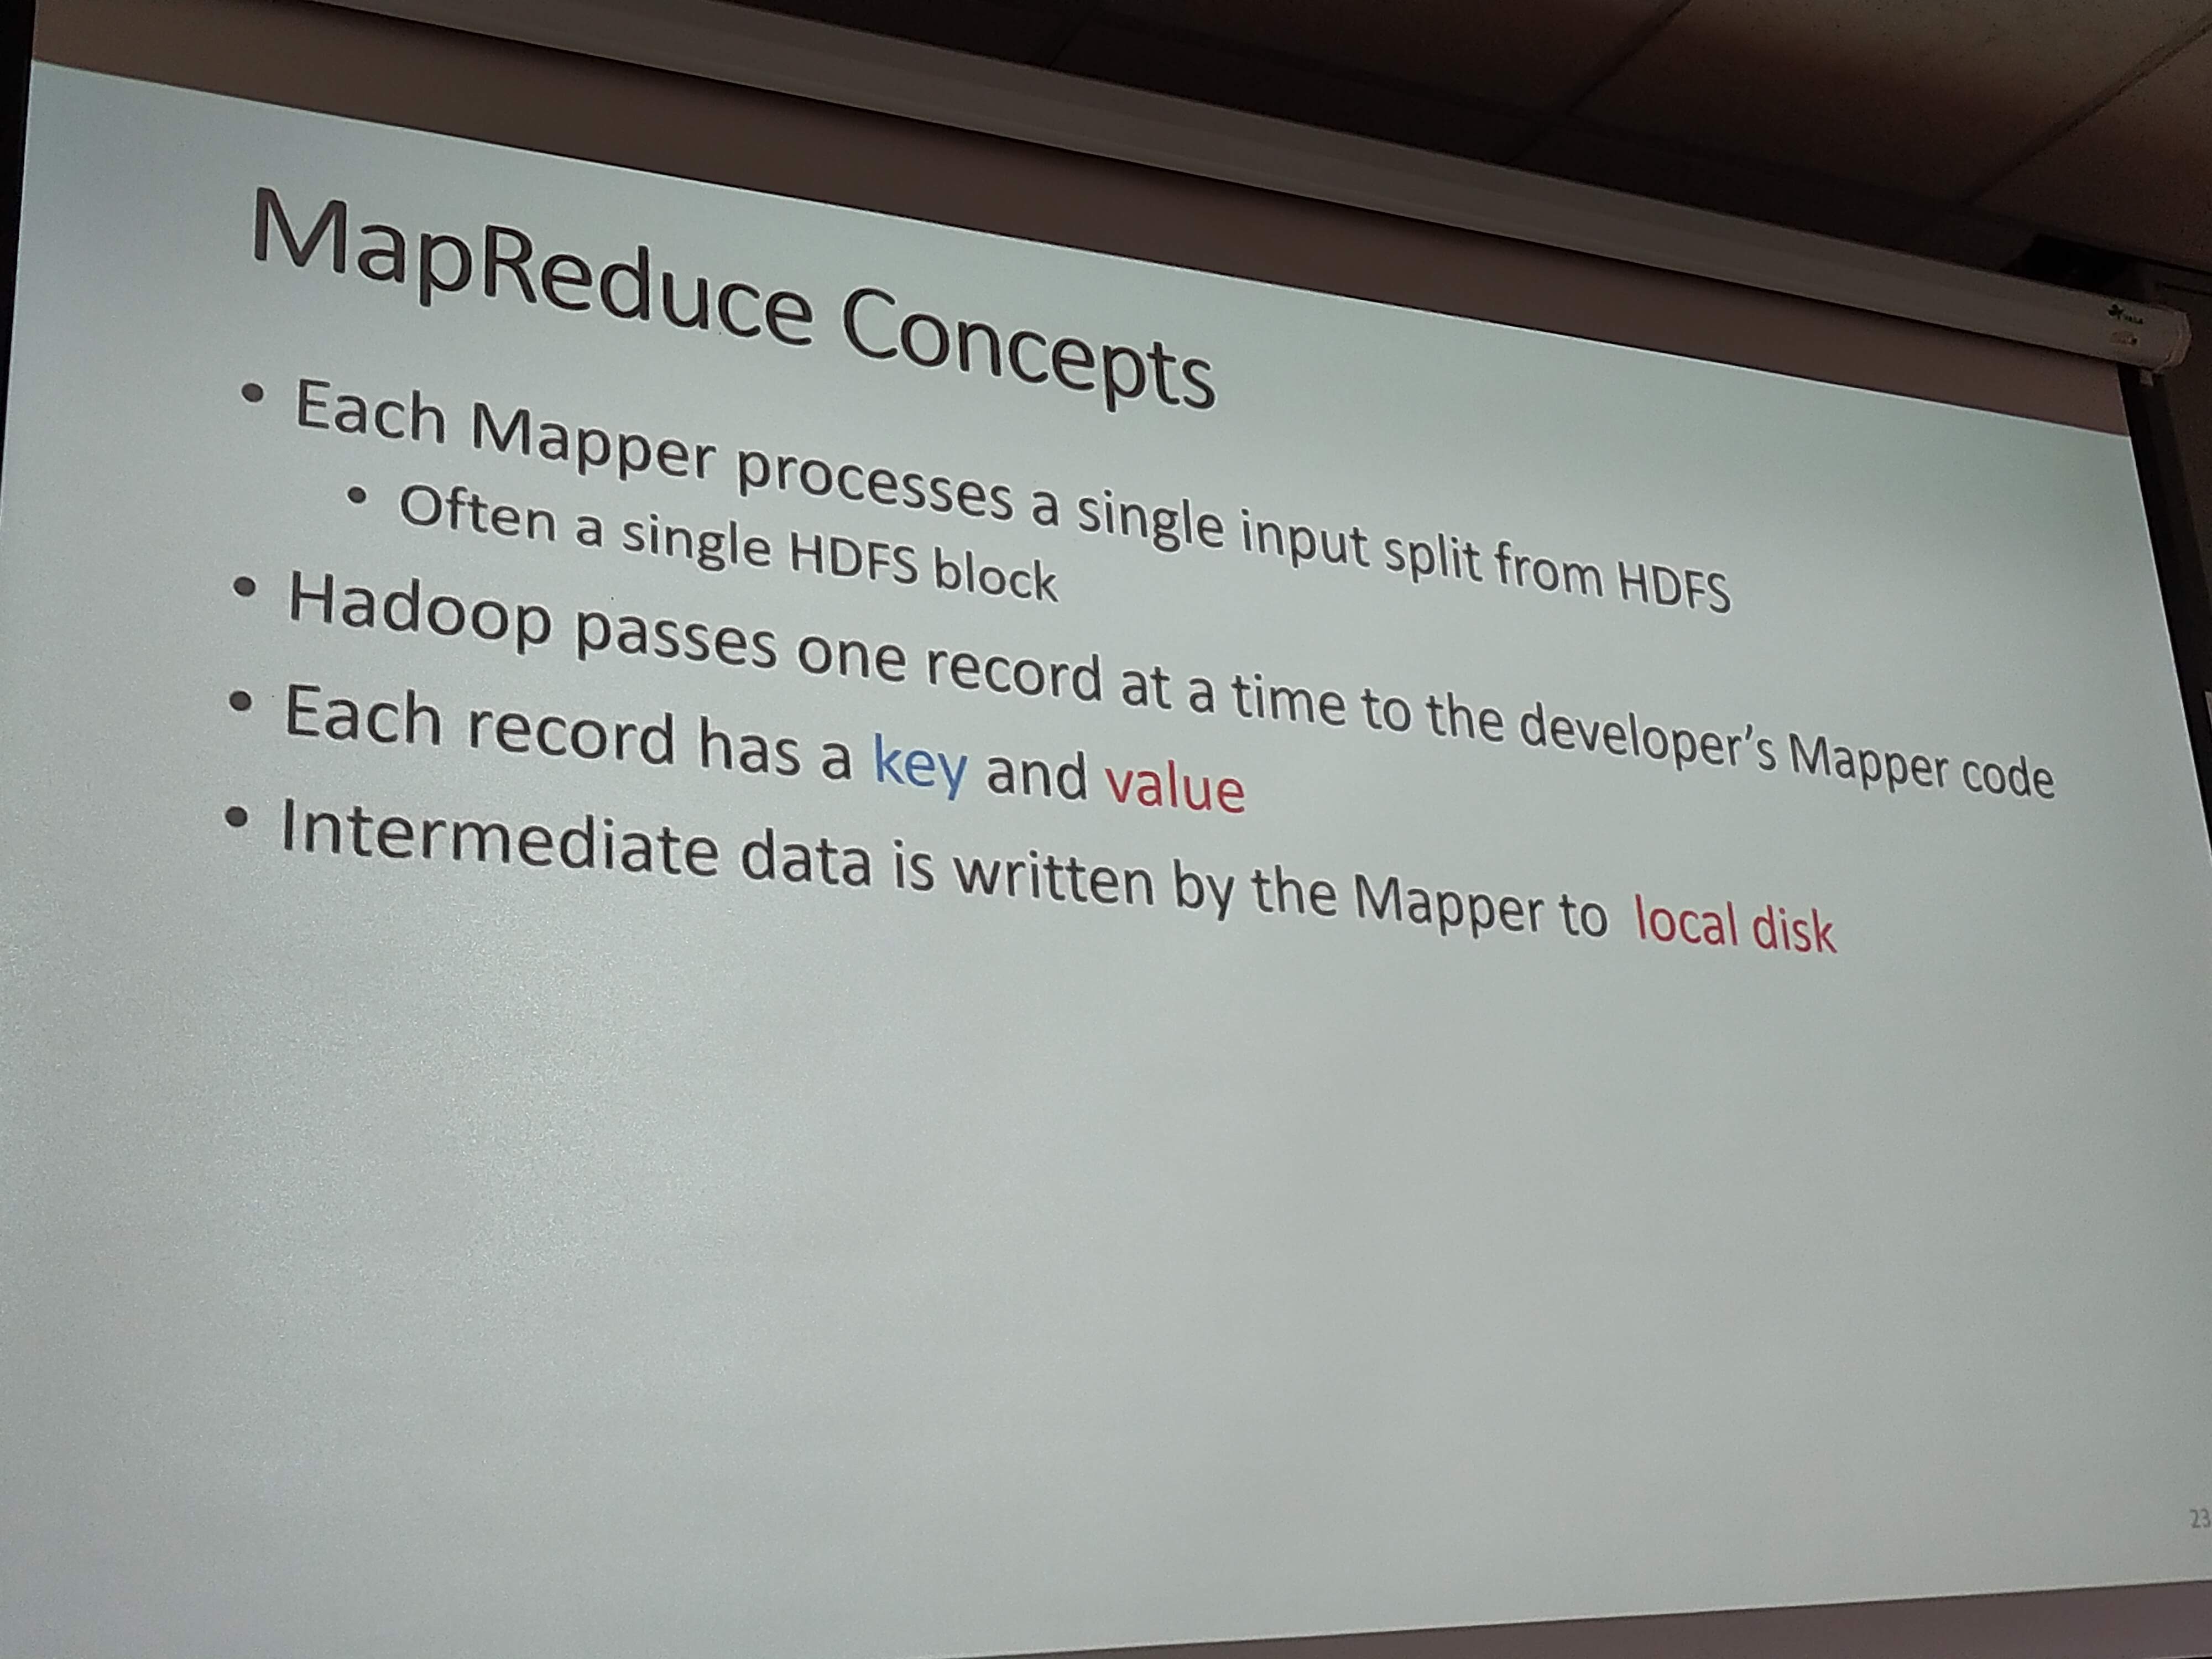 MapReduce Concepts
• Each Mapper processes a single input split from HDFS
• Often a single HDFS block
• Hadoop passes one record at a time to the developer's Mapper code
• Each record has a key and value
• Intermediate data is written by the Mapper to local disk
23